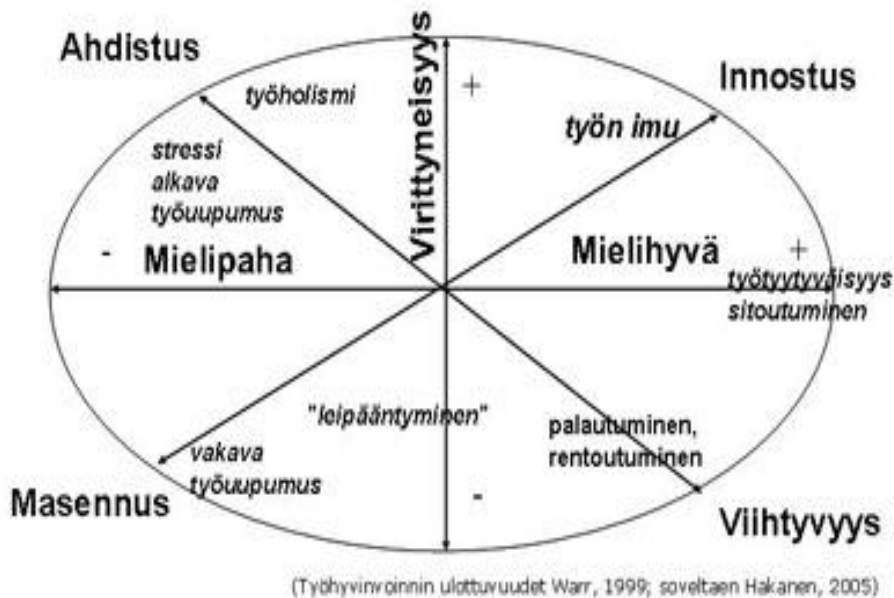 Ahdistus
Virittyneisyys
+
Innostus
työholismi
työn imu
stressi
alkava
työuupumus
-
Mielipaha
Mielihyvä
+
työtyytyväisyys
sitoutuminen
"leipääntyminen"
palautuminen,
rentoutuminen
vakava
työuupumus
-
Masennus
Viihtyvyys
(Työhyvinvoinnin ulottuvuudet Warr, 1999; soveltaen Hakanen, 2005)